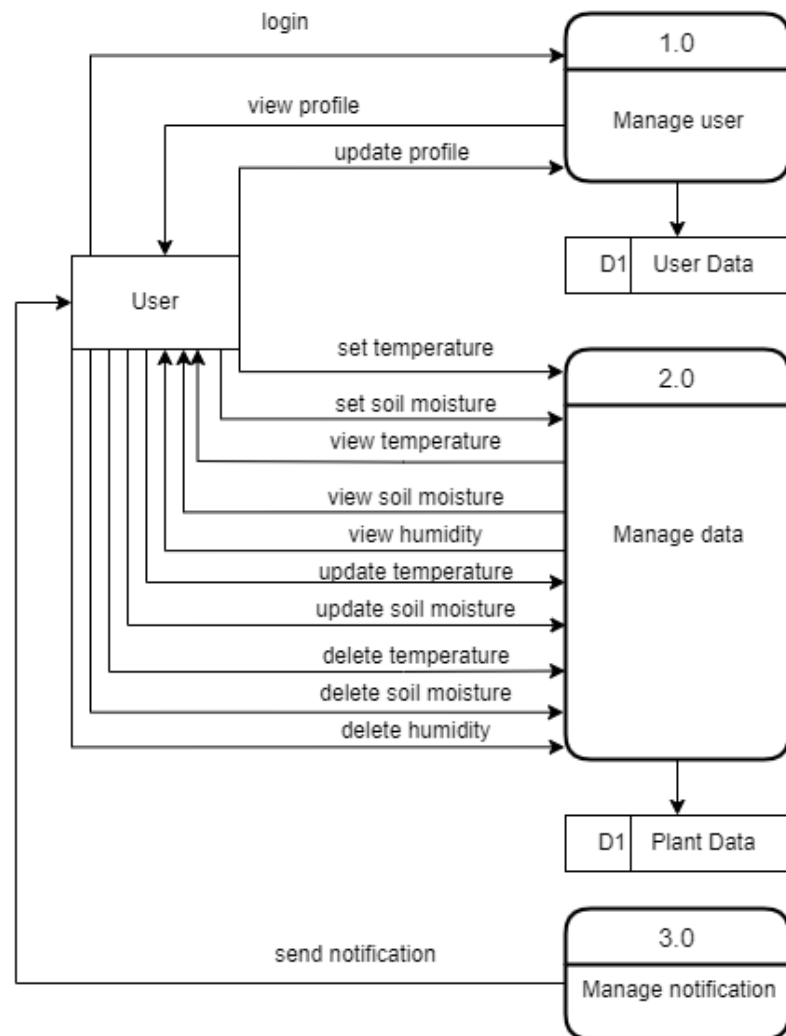 login
1.0
view profile
Manage user
update profile
D1
User Data
User
set temperature
2.0
set soil moisture
view temperature
view soil moisture
view humidity
Manage data
update temperature
update soil moisture
delete temperature
delete soil moisture
delete humidity
D1
Plant Data
3.0
send notification
Manage notification